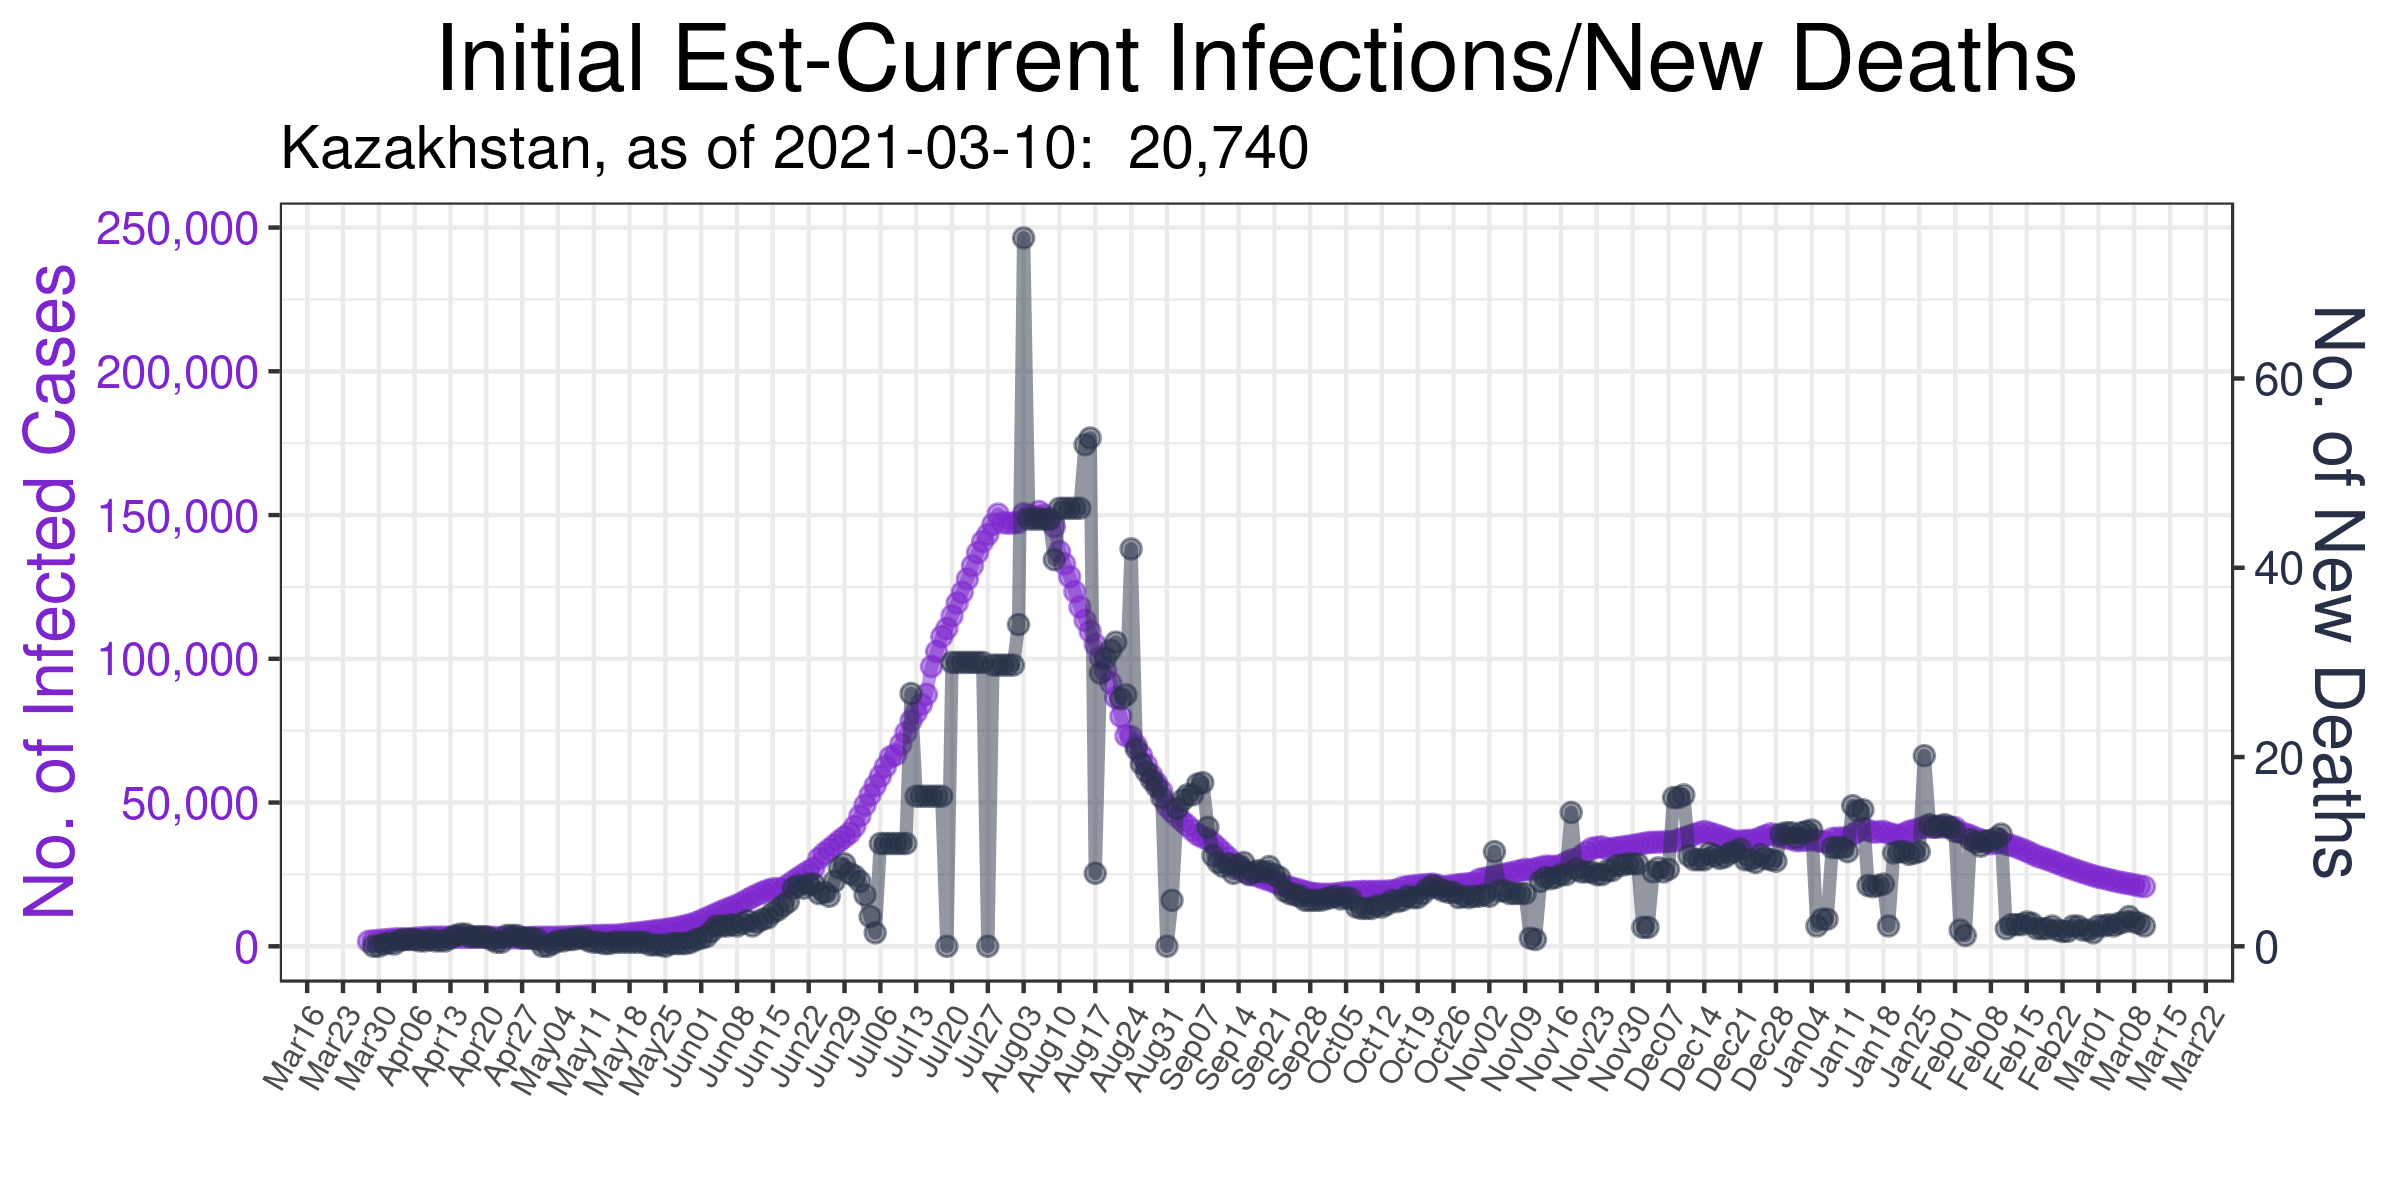 Initial Est-Current Infections/New Deaths
Kazakhstan, as of 2021-03-10:  20,740
No. of Infected Cases
250,000
200,000
150,000
100,000
50,000
0
60
40
20
0
No. of New Deaths
Mar16
Mar23
Mar30
Apr06
Apr13
Apr20
Apr27
May04
May11
May18
May25
Jun01
Jun08
Jun15
Jun22
Jun29
Jul06
Jul13
Jul20
Jul27
Aug03
Aug10
Aug17
Aug24
Aug31
Sep07
Sep14
Sep21
Sep28
Oct05
Oct12
Oct19
Oct26
Nov02
Nov09
Nov16
Nov23
Nov30
Dec07
Dec14
Dec21
Dec28
Jan04
Jan11
Jan18
Jan25
Feb01
Feb08
Feb15
Feb22
Mar01
Mar08
Mar15
Mar22